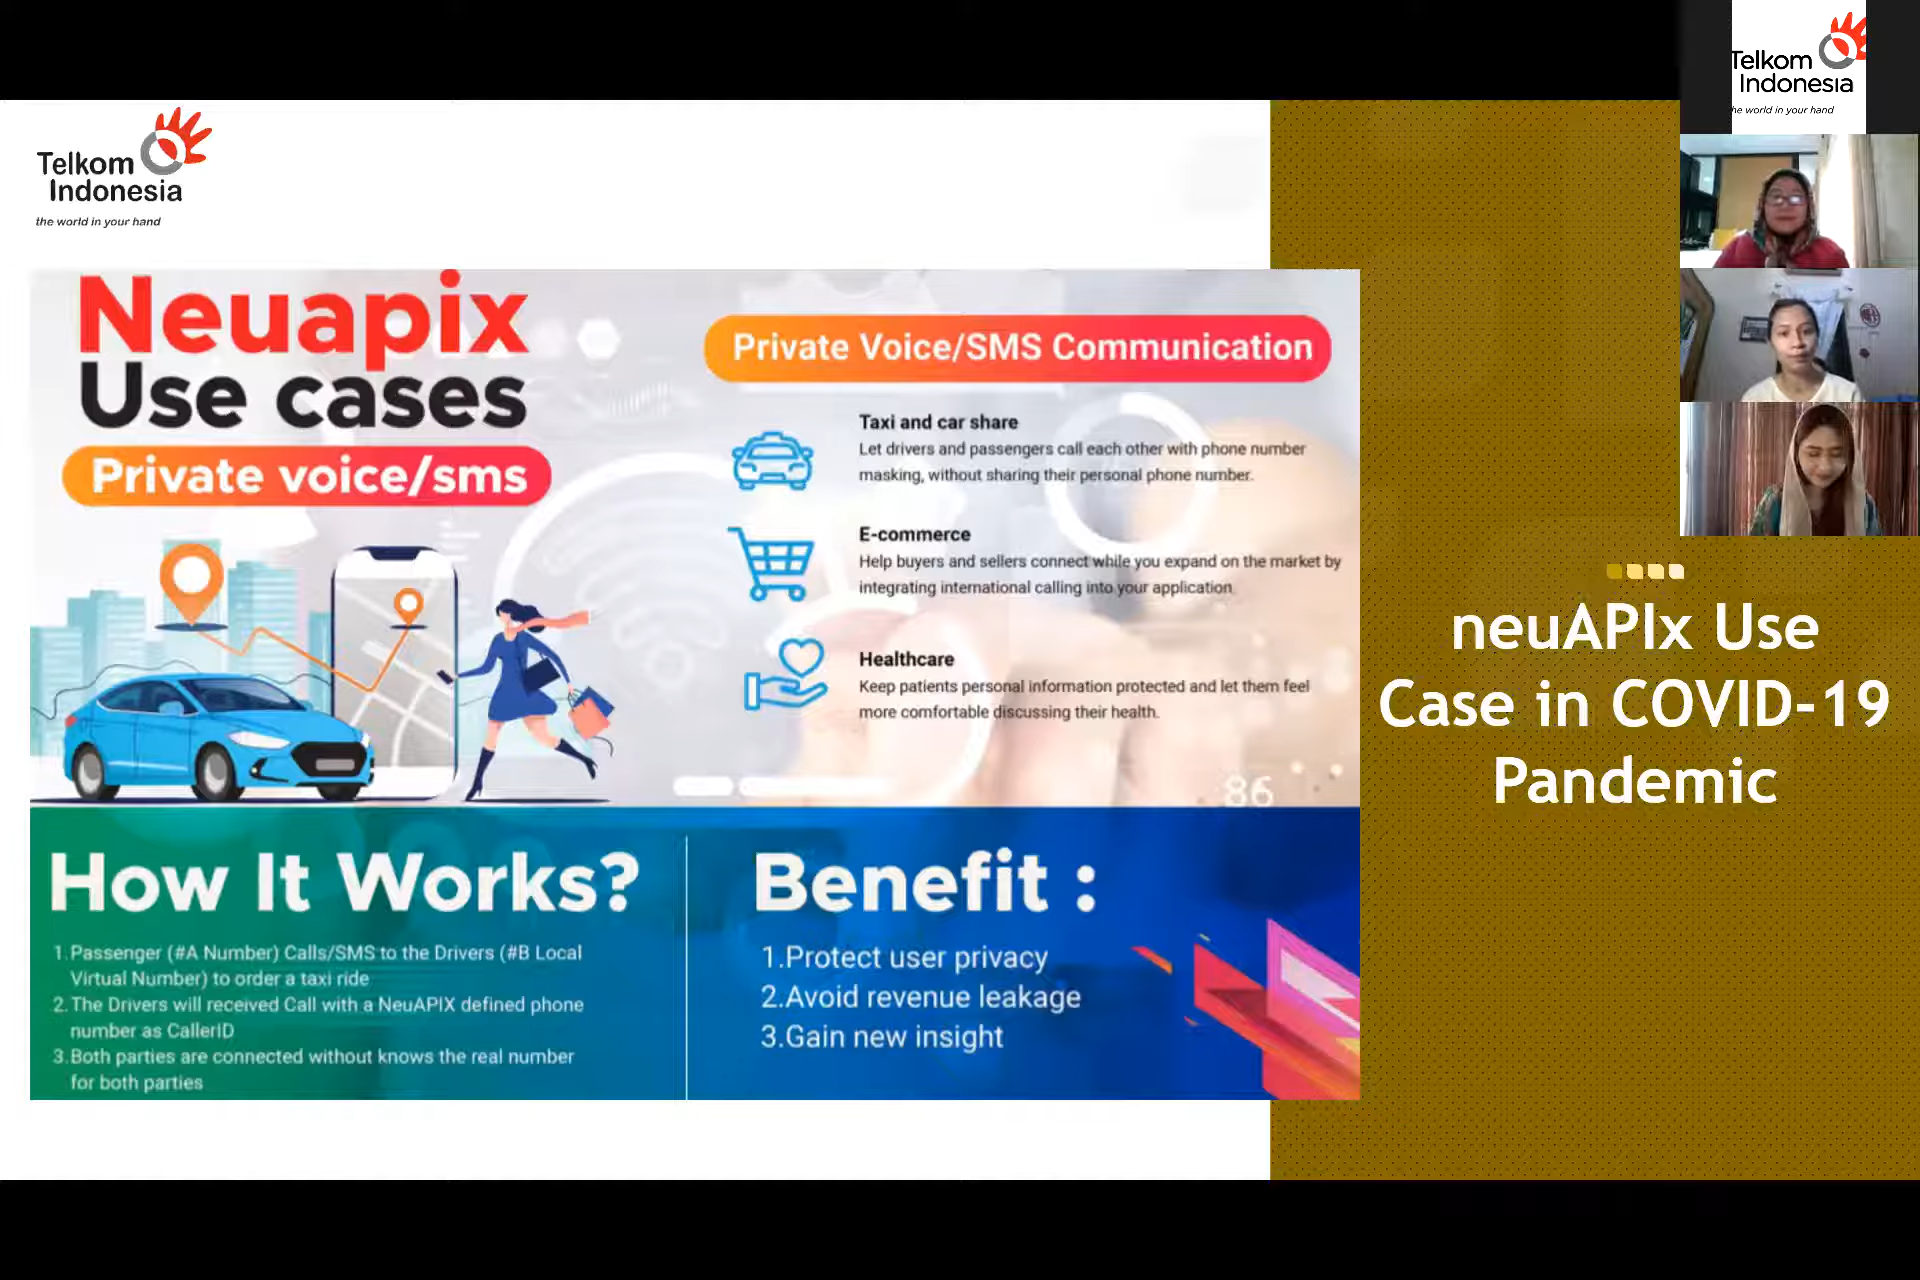 Telkom
Indonesia
the world in your hand
Neuapix
Use cases
Private voice/sms
Private Voice/SMS Communication
Taxi and car share
Let drivers and passengers call each other with phone number
masking, without sharing their personal phone number.
E-commerce
Help buyers and sellers connect while you expand on the market by
integrating international calling into your application.
Healthcare
Keep patients personal information protected and let them feel
more comfortable discussing their health.
86
How It Works?
1.Passenger (#A Number) Calls/SMS to the Drivers (#B Local
Virtual Number) to order a taxi ride
2.The Drivers will received Call with a NeuAPIX defined phone
number as CallerID
3.Both parties are connected without knows the real number
for both parties
Benefit :
1.Protect user privacy
2.Avoid revenue leakage
3.Gain new insight
neuAPIx Use
Case in COVID-19
Pandemic
Telkom
Indonesia
he world in your hand